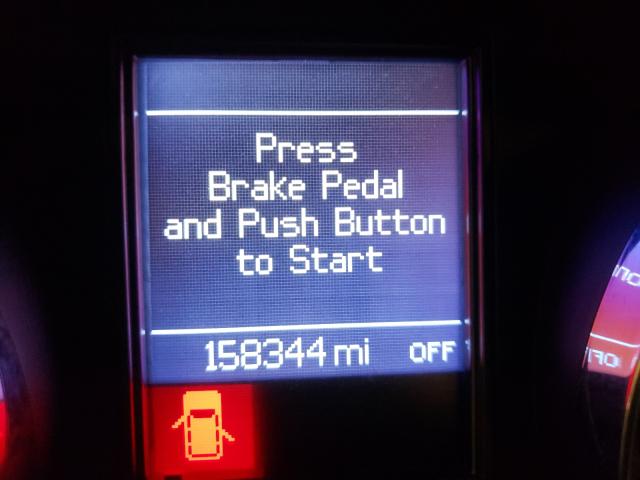 Press
Brake Pedal
and Push Button
to Start
158344 mi OFF